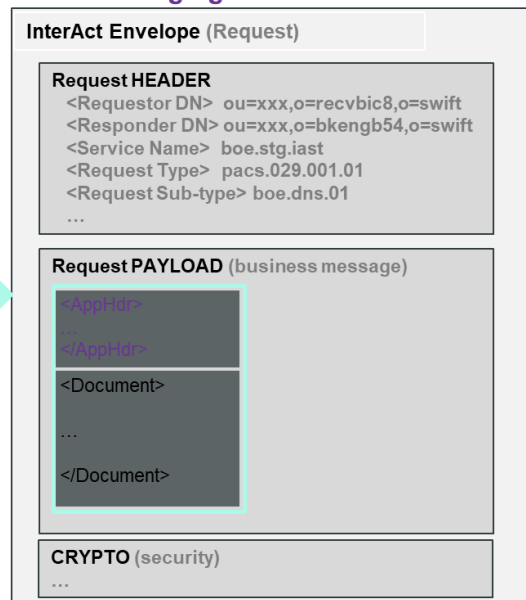 InterAct Envelope (Request)
Request HEADER
<Requestor DN> ou=xxx,o=recvbic8,o=swift
<Responder DN> ou=xxx,o=bkengb54,o=swift
<Service Name> boe.stg.iast
<Request Type> pacs.029.001.01
<Request Sub-type> boe.dns.01
…
Request PAYLOAD (business message)
<AppHdr>
…
</AppHdr>
<Document>
…
</Document>
CRYPTO (security)
…